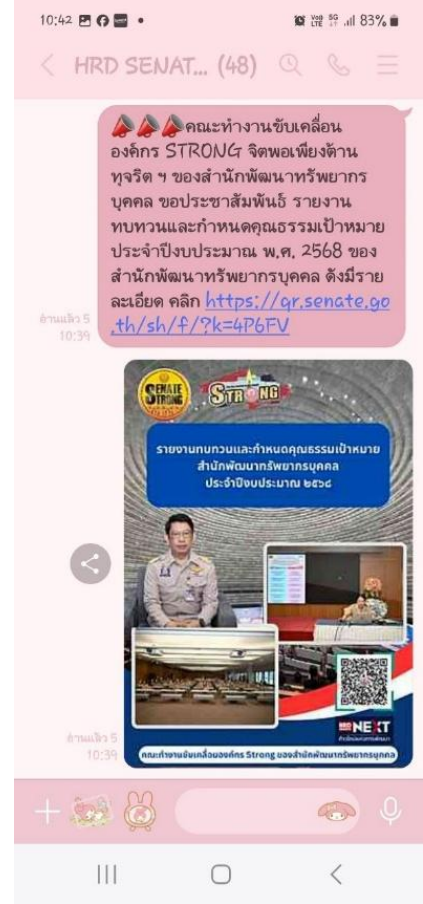 10:42
Vo)) LTE 5G 83%
HRD SENAT... (48)
📣📣📣คณะทำงานขับเคลื่อน
องค์กร STRONG จิตพอเพียงต้าน
ทุจริต ฯ ของสำนักพัฒนาทรัพยากร
บุคคล ขอประชาสัมพันธ์ รายงาน
ทบทวนและกำหนดคุณธรรมเป้าหมาย
ประจำปีงบประมาณ พ.ศ. 2568 ของ
สำนักพัฒนาทรัพยากรบุคคล ดังมีราย
ละเอียด คลิก https://qr.senate.go
.th/sh/f/?k=4P6FV
อ่านแล้ว 5
10:39
SENATE
STRONG
STRONG
รายงานทบทวนและกำหนดคุณธรรมเป้าหมาย
สำนักพัฒนาทรัพยากรบุคคล
ประจำปีงบประมาณ ๒๕๖๘
NEXT
คณะทำงานขับเคลื่อนองค์กร Strong ของสำนักพัฒนาทรัพยากรบุคคล
อ่านแล้ว 5
10:39